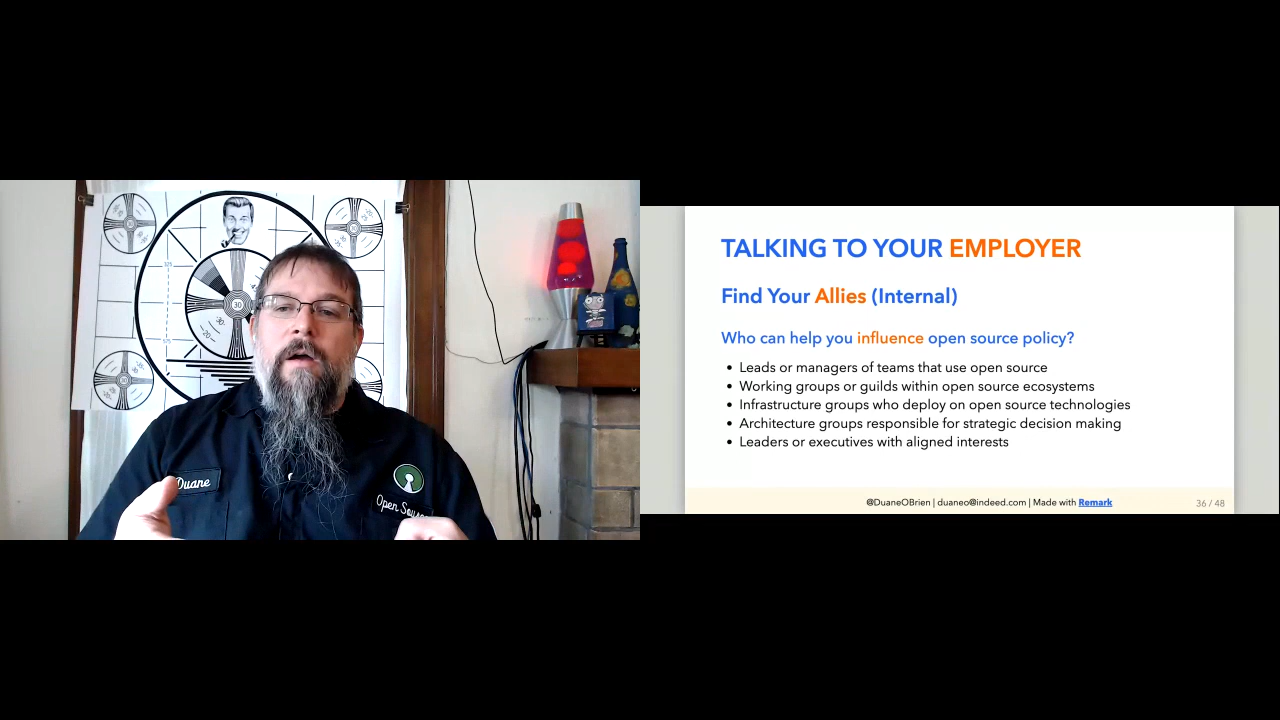 30
Duane
Open Source
TALKING TO YOUR EMPLOYER
Find Your Allies (Internal)
Who can help you influence open source policy?
• Leads or managers of teams that use open source
• Working groups or guilds within open source ecosystems
• Infrastructure groups who deploy on open source technologies
• Architecture groups responsible for strategic decision making
• Leaders or executives with aligned interests
@DuaneOBrien | duaneo@indeed.com | Made with Remark
36 / 48